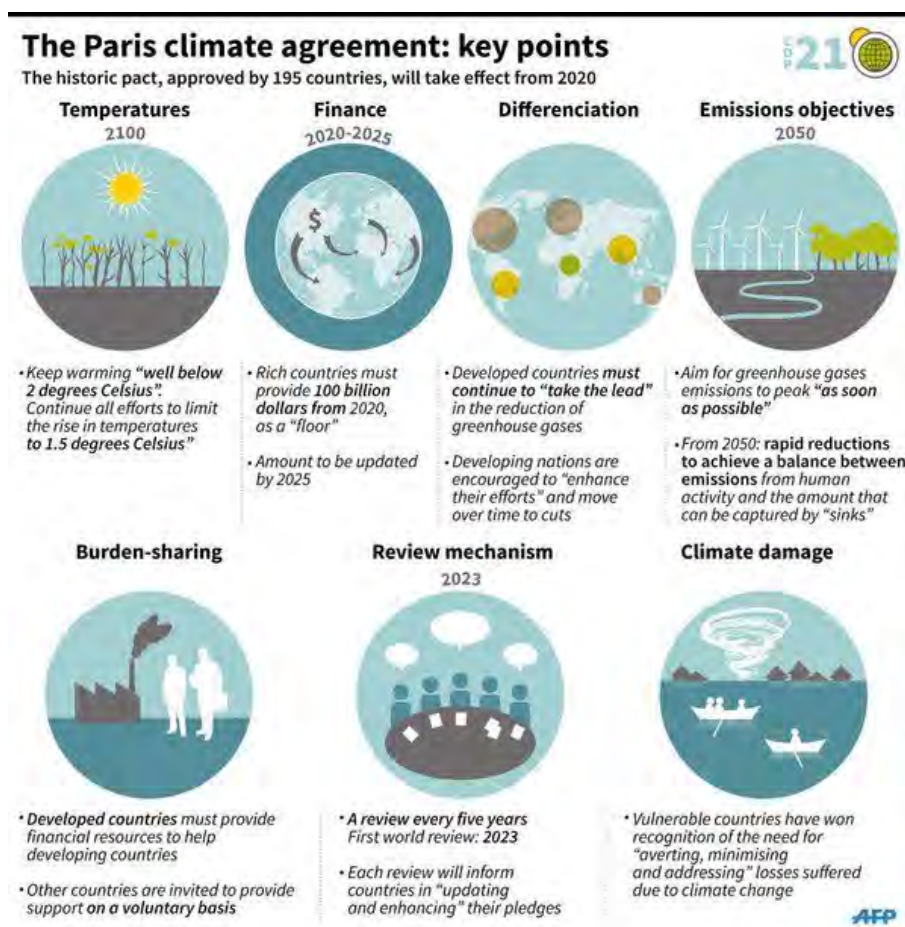 The Paris climate agreement: key points
COP
21
The historic pact, approved by 195 countries, will take effect from 2020
Temperatures
2100
Finance
2020-2025
$
Differenciation
Emissions objectives
2050
• Keep warming “well below
2 degrees Celsius”.
Continue all efforts to limit
the rise in temperatures
to 1.5 degrees Celsius”
• Rich countries must
provide 100 billion
dollars from 2020,
as a “floor”
• Amount to be updated
by 2025
• Developed countries must
continue to “take the lead”
in the reduction of
greenhouse gases
• Developing nations are
encouraged to “enhance
their efforts” and move
over time to cuts
• Aim for greenhouse gases
emissions to peak “as soon
as possible”
• From 2050: rapid reductions
to achieve a balance between
emissions from human
activity and the amount that
can be captured by “sinks”
Burden-sharing
Review mechanism
2023
Climate damage
• Developed countries must provide
financial resources to help
developing countries
• Other countries are invited to provide
support on a voluntary basis
• A review every five years
First world review: 2023
• Each review will inform
countries in “updating
and enhancing” their pledges
• Vulnerable countries have won
recognition of the need for
“averting, minimising
and addressing” losses suffered
due to climate change
AFP